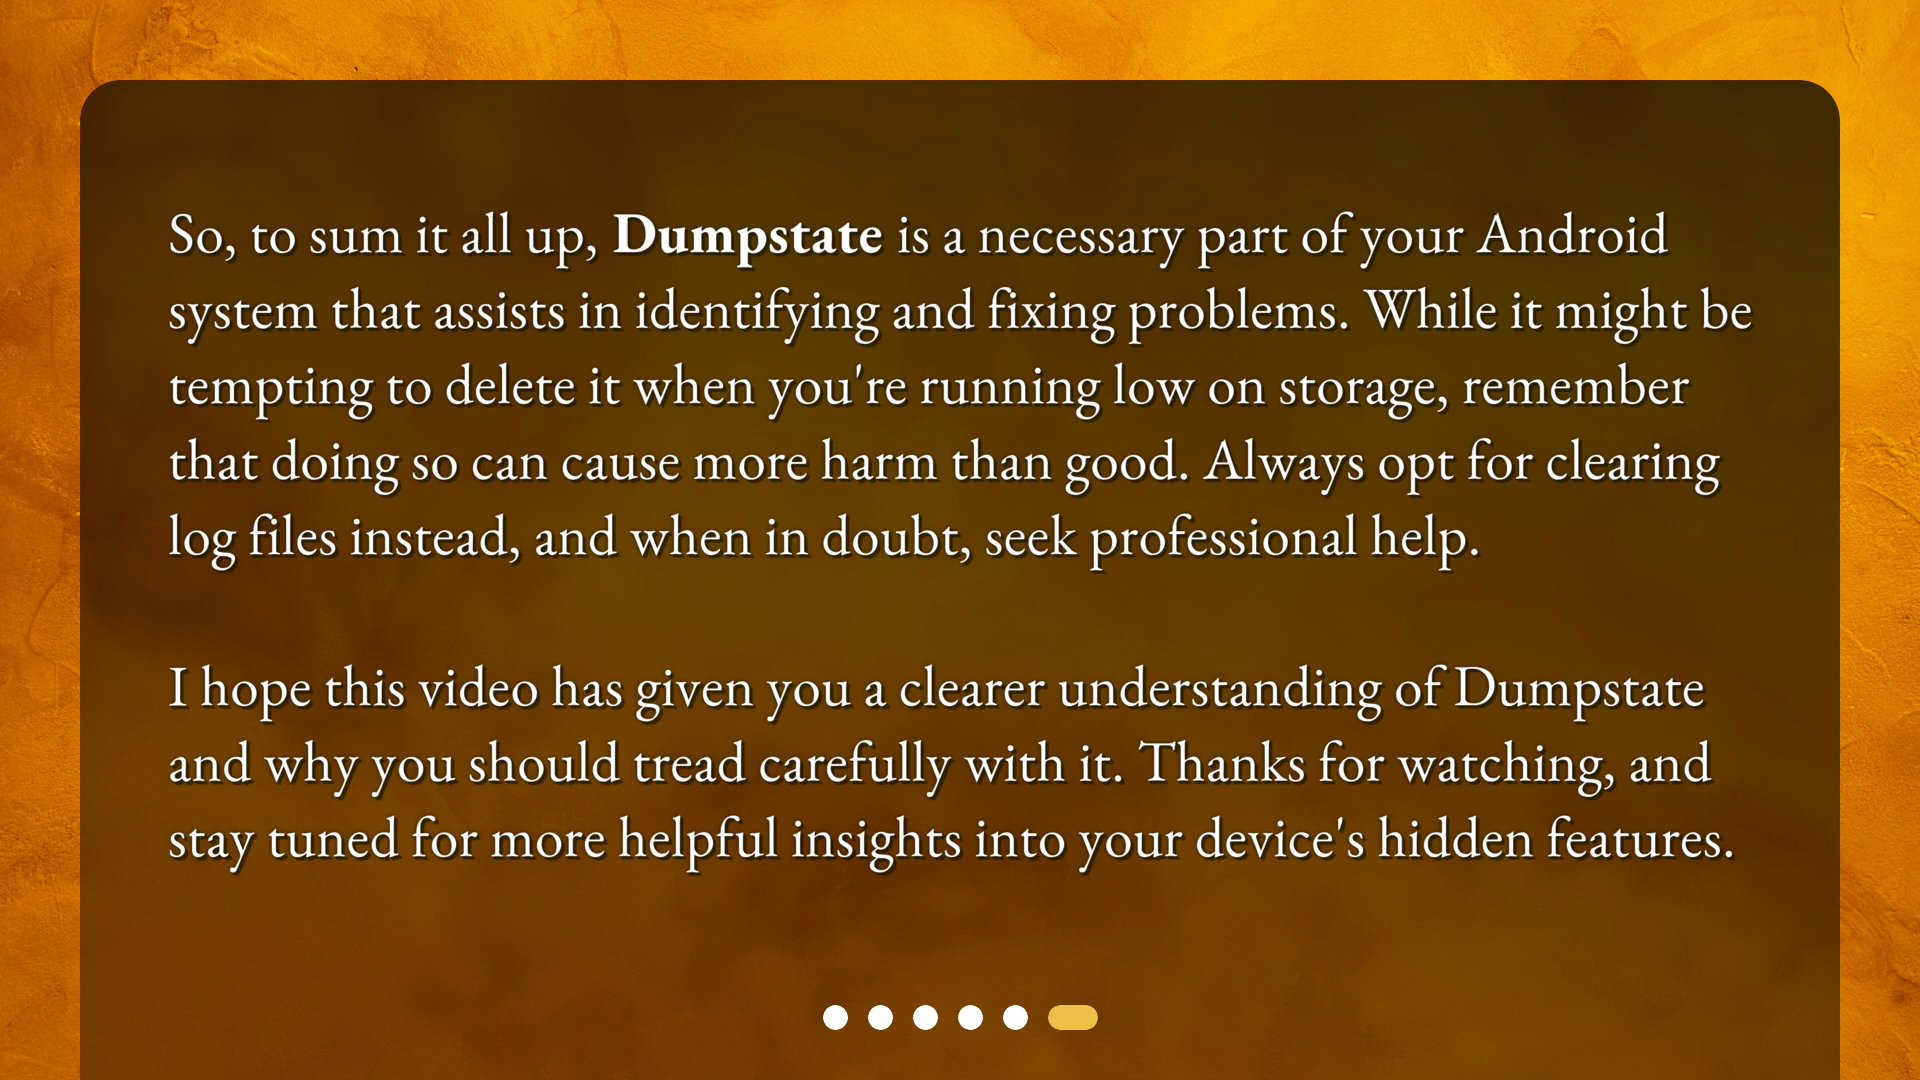 So, to sum it all up, Dumpstate is a necessary part of your Android
system that assists in identifying and fixing problems. While it might be
tempting to delete it when you're running low on storage, remember
that doing so can cause more harm than good. Always opt for clearing
log files instead, and when in doubt, seek professional help.
I hope this video has given you a clearer understanding of Dumpstate
and why you should tread carefully with it. Thanks for watching, and
stay tuned for more helpful insights into your device's hidden features.